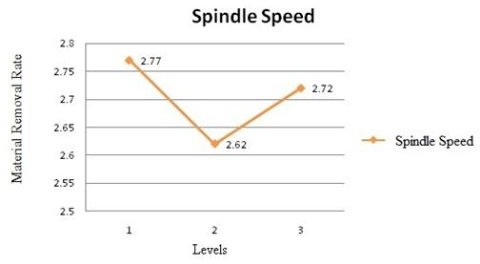 Spindle Speed
Material Removal Rate
2.8
2.75
2.7
2.65
2.6
2.55
2.5
2.77
2.62
2.72
1 2 3
Levels
Spindle Speed